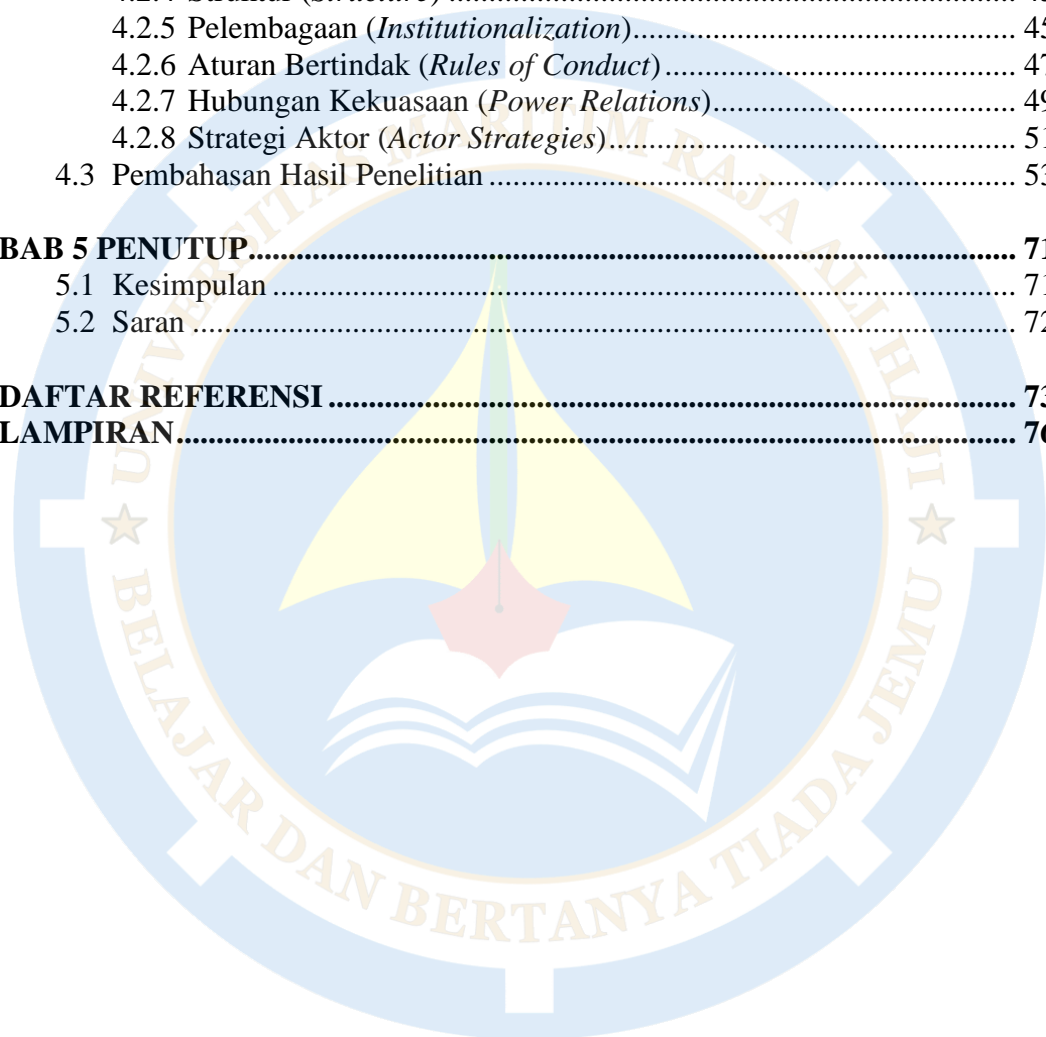 4.2.5 Pelembagaan (Institutionalization)................................................ 45
4.2.6 Aturan Bertindak (Rules of Conduct)............................................ 47
4.2.7 Hubungan Kekuasaan (Power Relations)...................................... 49
4.2.8 Strategi Aktor (Actor Strategies)................................................... 51
4.3 Pembahasan Hasil Penelitian.................................................................. 53
BAB 5 PENUTUP................................................................................................ 71
5.1 Kesimpulan............................................................................................. 71
5.2 Saran....................................................................................................... 72
DAFTAR REFERENSI...................................................................................... 73
LAMPIRAN......................................................................................................... 76
UNIVERSITAS MARITIM RAJA ALI HAJI
BELAJAR DAN BERTANYA TIADA JEMU